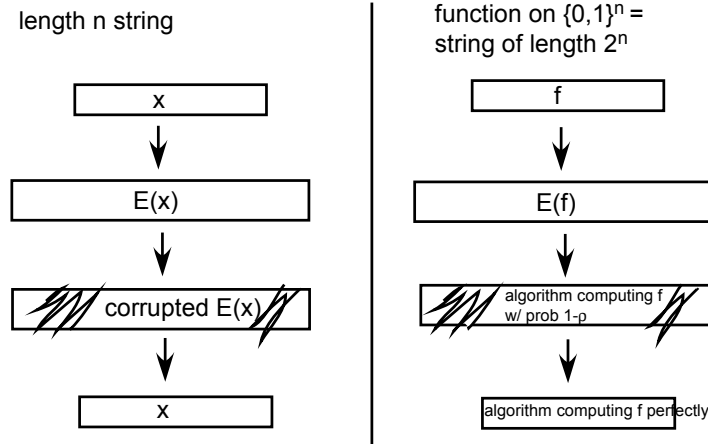 length n string
x
E(x)
corrupted E(x)
x
function on {0,1}ⁿ =
string of length 2ⁿ
f
E(f)
algorithm computing f
w/ prob 1-ρ
algorithm computing f perfectly